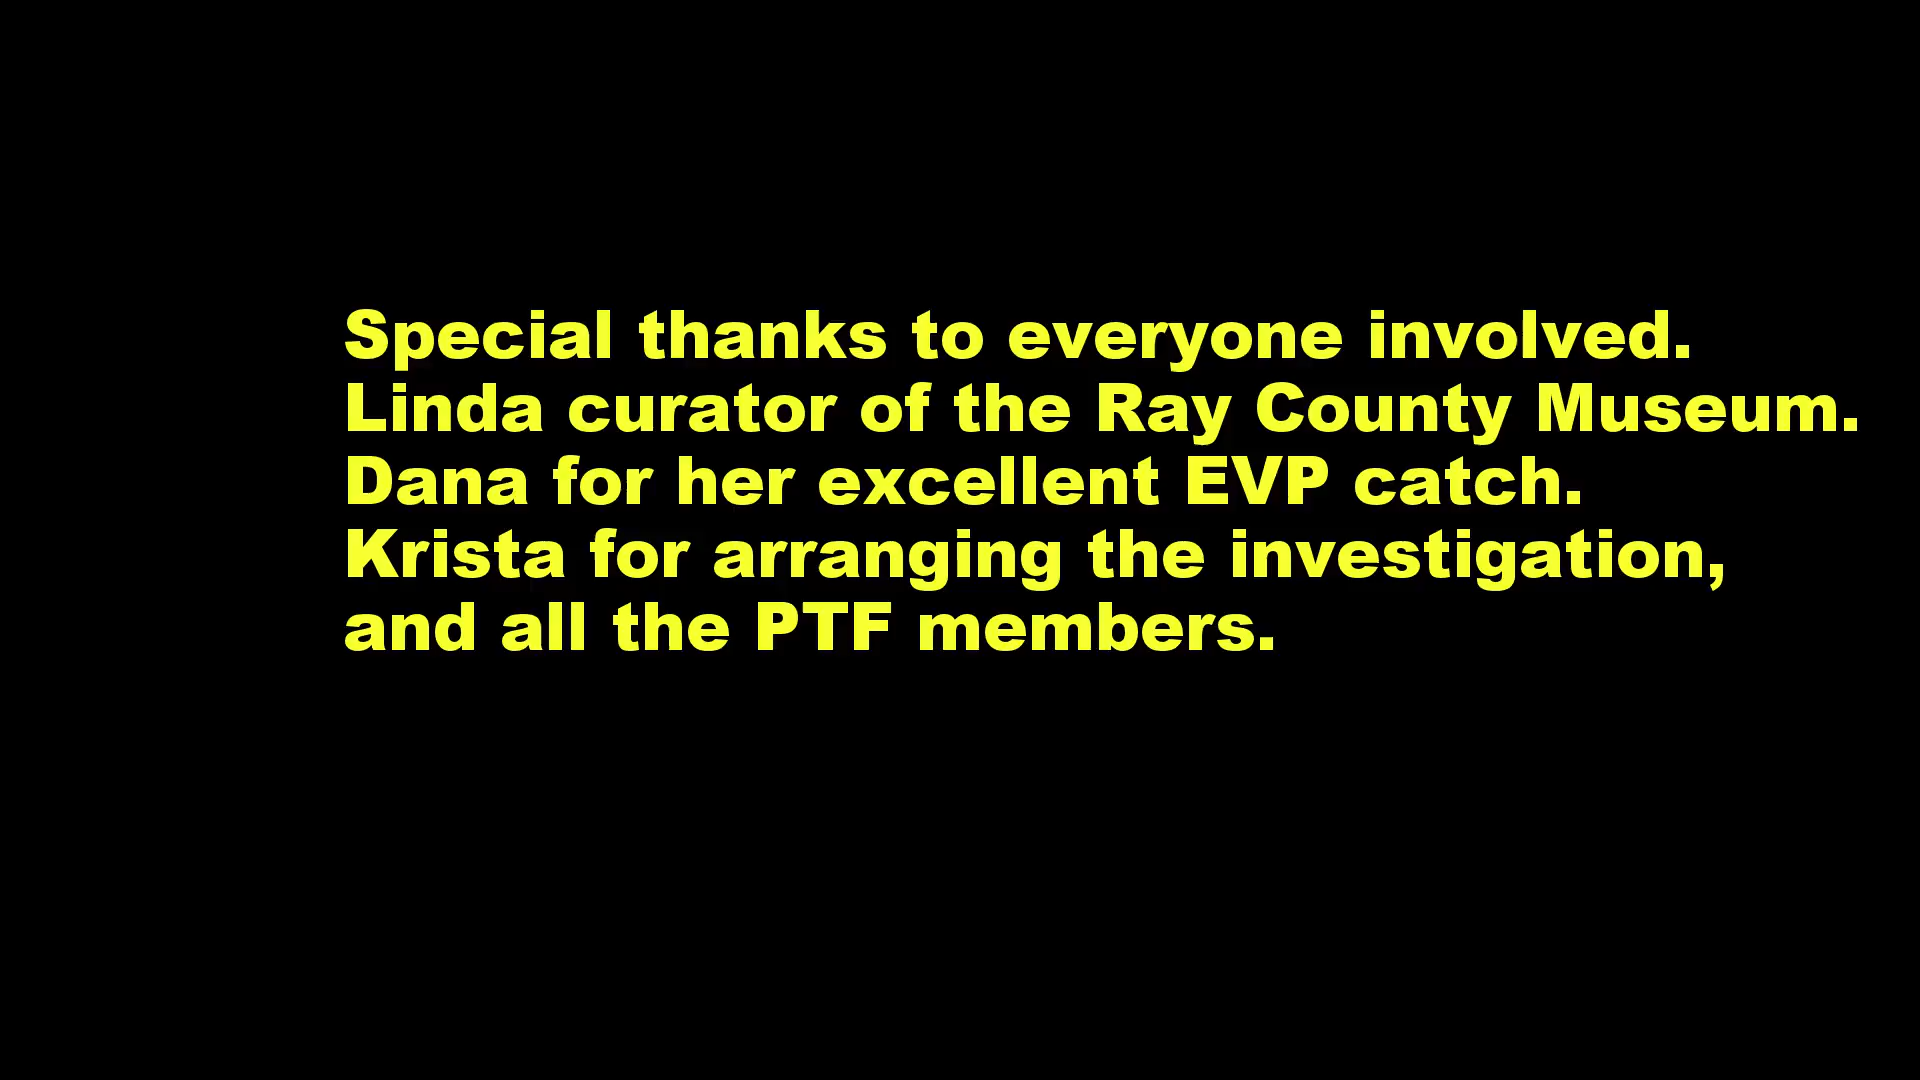 Special thanks to everyone involved.
Linda curator of the Ray County Museum.
Dana for her excellent EVP catch.
Krista for arranging the investigation,
and all the PTF members.